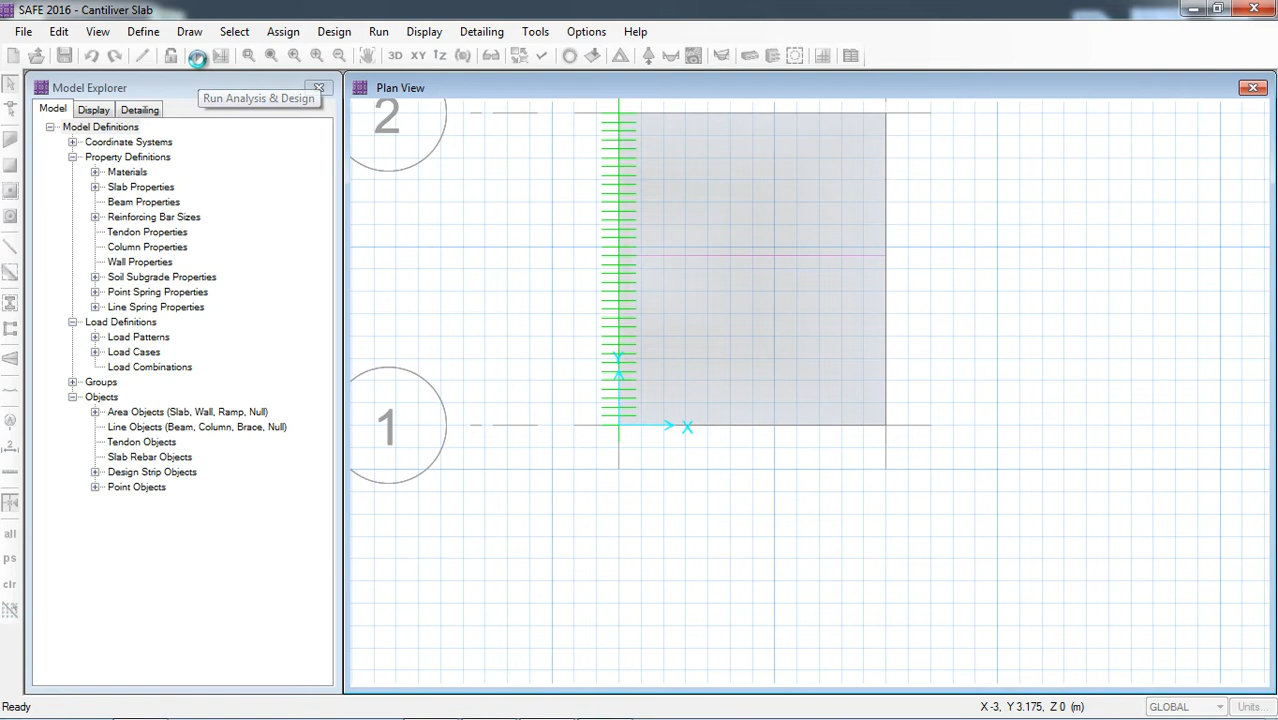 SAFE 2016 - Cantiliver Slab
File Edit View Define Draw Select Assign Design Run Display Detailing Tools Options Help
3D XY
Model Explorer
Run Analysis & Design
Plan View
Model Display Detailing
Model Definitions
Coordinate Systems
Property Definitions
Materials
Slab Properties
Beam Properties
Reinforcing Bar Sizes
Tendon Properties
Column Properties
Wall Properties
Soil Subgrade Properties
Point Spring Properties
Line Spring Properties
Load Definitions
Load Patterns
Load Cases
Load Combinations
Groups
Objects
Area Objects (Slab, Wall, Ramp, Null)
Line Objects (Beam, Column, Brace, Null)
Tendon Objects
Slab Rebar Objects
Design Strip Objects
Point Objects
all
ps
clr
2
1
Y
X
Ready
X -3, Y 3.175, Z 0 (m)
GLOBAL
Units...